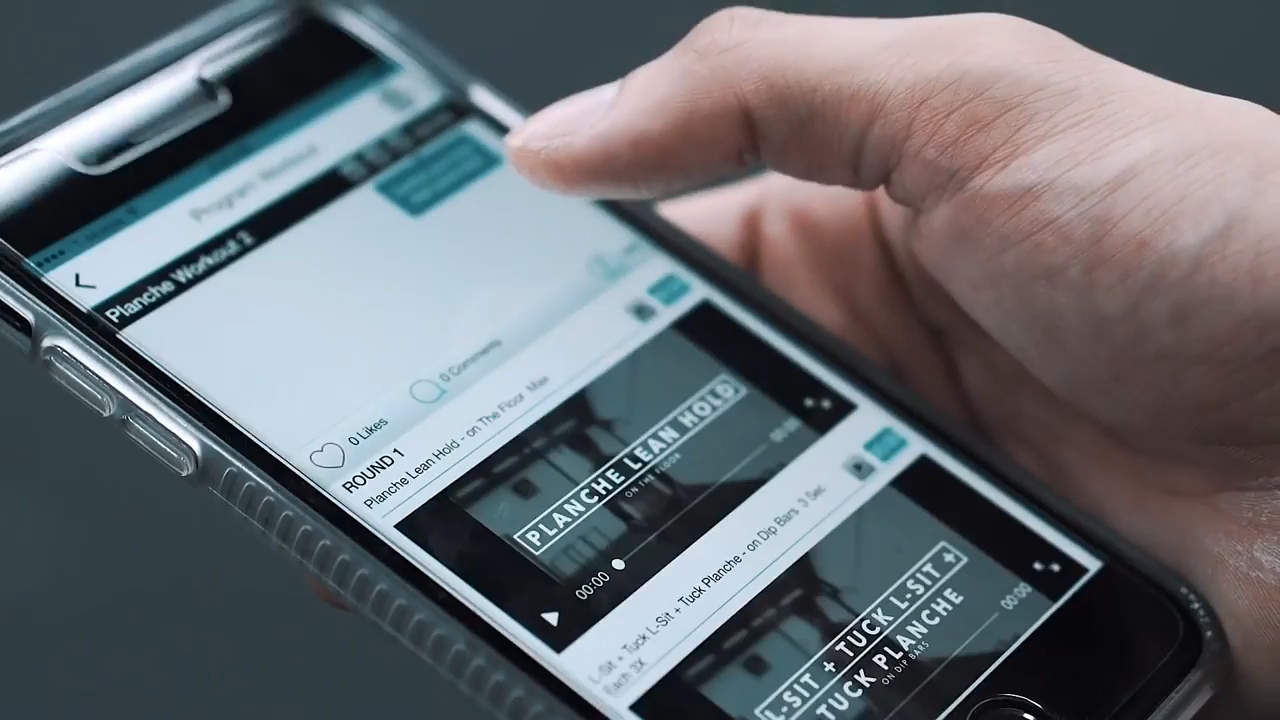 Program Workout
Planche Workout 2
0 Likes
0 Comments
ROUND 1
Planche Lean Hold - on The Floor Max
PLANCHE LEAN HOLD
ON THE FLOOR
00:00
00:00
L-Sit + Tuck L-Sit + Tuck Planche - on Dip Bars 3 Sec
Each 3X
L-SIT + TUCK L-SIT +
TUCK PLANCHE
ON DIP BARS
00:00